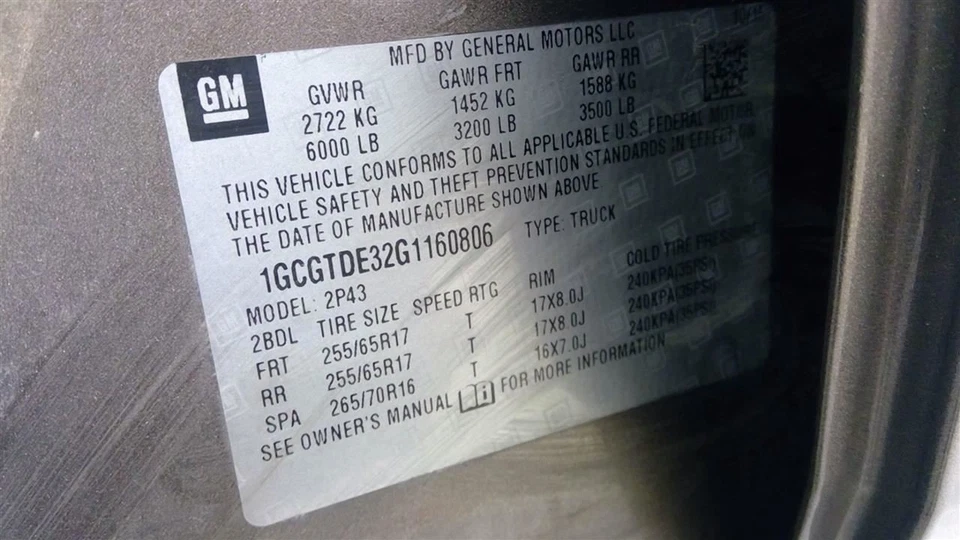 MFD BY GENERAL MOTORS LLC
GM
GVWR GAWR FRT GAWR RR
2722 KG 1452 KG 1588 KG
6000 LB 3200 LB 3500 LB
THIS VEHICLE CONFORMS TO ALL APPLICABLE U.S. FEDERAL MOTOR
VEHICLE SAFETY AND THEFT PREVENTION STANDARDS IN EFFECT ON
THE DATE OF MANUFACTURE SHOWN ABOVE
1GCGTDE32G1160806 TYPE: TRUCK
MODEL: 2P43
2BDL TIRE SIZE SPEED RTG RIM COLD TIRE PRESSURE
FRT 255/65R17 T 17X8.0J 240KPA(35PSI)
RR 255/65R17 T 17X8.0J 240KPA(35PSI)
SPA 265/70R16 T 16X7.0J 240KPA(35PSI)
SEE OWNER'S MANUAL FOR MORE INFORMATION